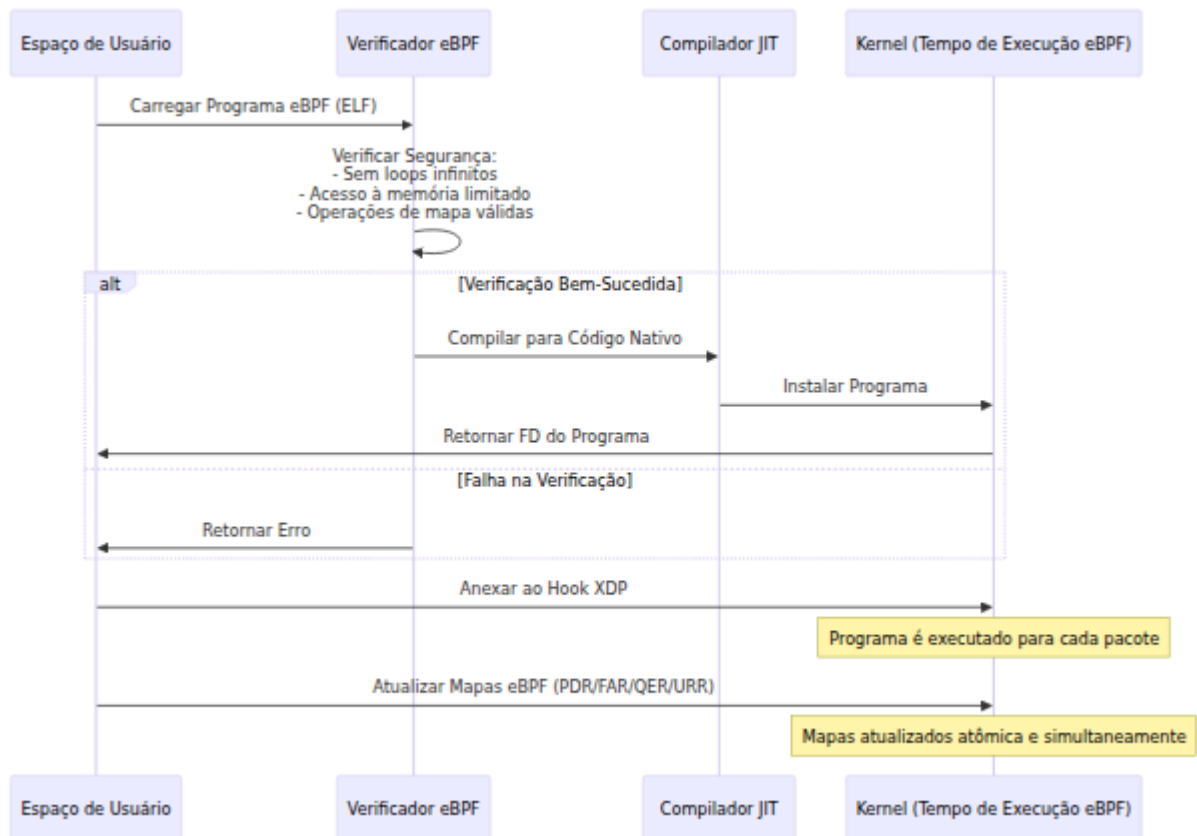 Espaço de Usuário
Verificador eBPF
Compilador JIT
Kernel (Tempo de Execução eBPF)
Carregar Programa eBPF (ELF)
Verificar Segurança:
- Sem loops infinitos
- Acesso à memória limitado
- Operações de mapa válidas
alt
[Verificação Bem-Sucedida]
Compilar para Código Nativo
Instalar Programa
Retornar FD do Programa
[Falha na Verificação]
Retornar Erro
Anexar ao Hook XDP
Programa é executado para cada pacote
Atualizar Mapas eBPF (PDR/FAR/QER/URR)
Mapas atualizados atômica e simultaneamente
Espaço de Usuário
Verificador eBPF
Compilador JIT
Kernel (Tempo de Execução eBPF)